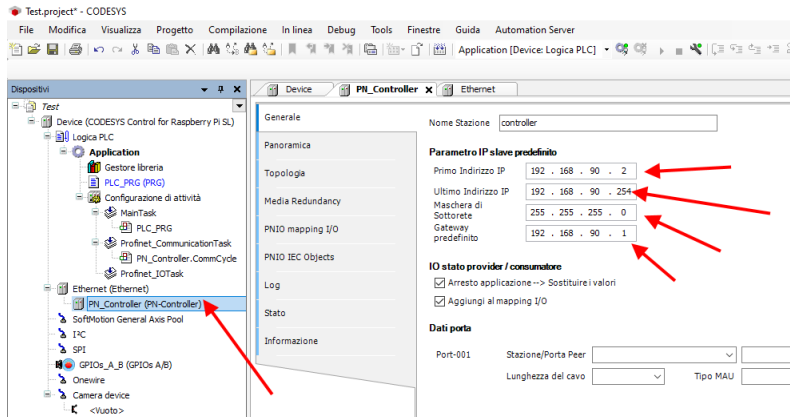 Test.project* - CODESYS
File Modifica Visualizza Progetto Compilazione In linea Debug Tools Finestre Guida Automation Server
Application [Device: Logica PLC]
Dispositivi
Device PN_Controller Ethernet
Test
Device (CODESYS Control for Raspberry Pi SL)
Logica PLC
Application
Gestore libreria
PLC_PRG (PRG)
Configurazione di attività
MainTask
PLC_PRG
Profinet_CommunicationTask
PN_Controller.CommCycle
Profinet_IOTask
Ethernet (Ethernet)
PN_Controller (PN-Controller)
SoftMotion General Axis Pool
I²C
SPI
GPIOs_A_B (GPIOs A/B)
Onewire
Camera device
<Vuoto>
Generale
Panoramica
Topologia
Media Redundancy
PNIO mapping I/O
PNIO IEC Objects
Log
Stato
Informazione
Nome Stazione controller
Parametro IP slave predefinito
Primo Indirizzo IP 192 . 168 . 90 . 2
Ultimo Indirizzo IP 192 . 168 . 90 . 254
Maschera di
Sottorete 255 . 255 . 255 . 0
Gateway
predefinito 192 . 168 . 90 . 1
IO stato provider / consumatore
Arresto applicazione --> Sostituire i valori
Aggiungi al mapping I/O
Dati porta
Port-001 Stazione/Porta Peer
Lunghezza del cavo Tipo MAU